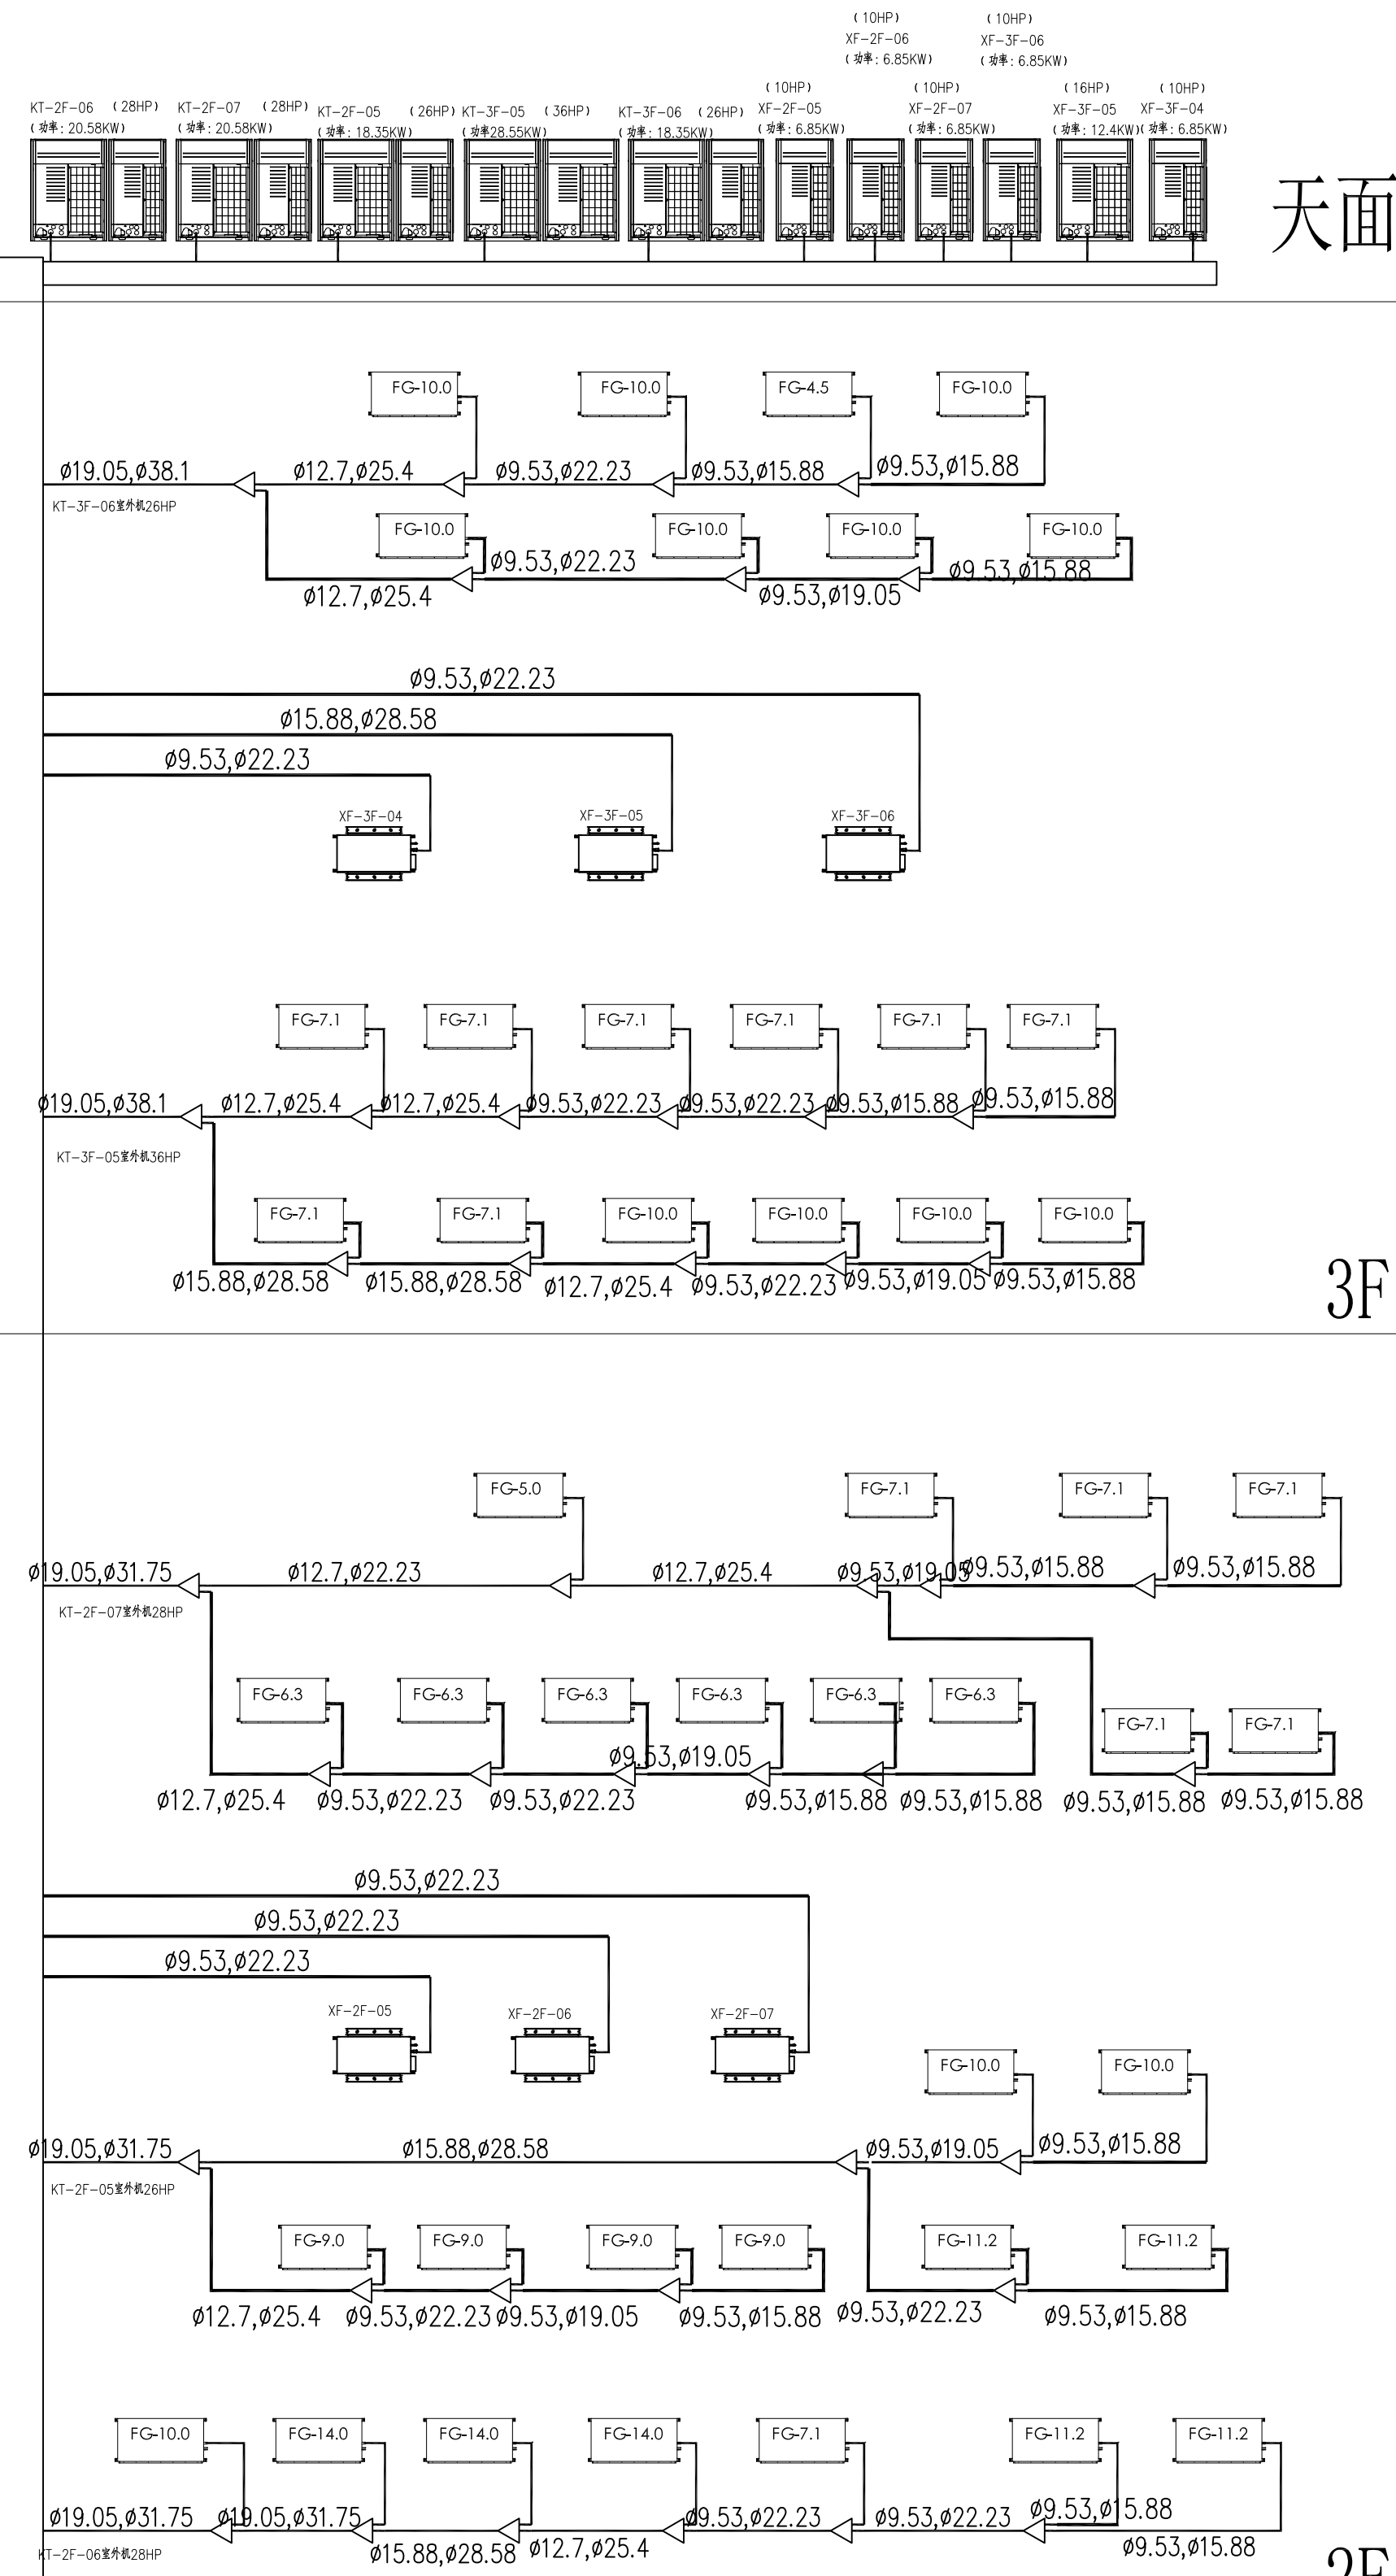 (10HP) (10HP)
XF-2F-06 XF-3F-06
(功率: 6.85KW) (功率: 6.85KW)
(10HP) (10HP) (16HP) (10HP)
KT-2F-06 (28HP) KT-2F-07 (28HP) KT-2F-05 (26HP) KT-3F-05 (36HP) KT-3F-06 (26HP) XF-2F-05 XF-2F-07 XF-3F-05 XF-3F-04
(功率: 20.58KW) (功率: 20.58KW) (功率: 18.35KW) (功率28.55KW) (功率: 18.35KW) (功率: 6.85KW) (功率: 6.85KW) (功率: 12.4KW) (功率: 6.85KW)
天面
FG-10.0 FG-10.0 FG-4.5 FG-10.0
ø19.05,ø38.1 ø12.7,ø25.4 ø9.53,ø22.23 ø9.53,ø15.88 ø9.53,ø15.88
KT-3F-06室外机26HP
FG-10.0 FG-10.0 FG-10.0 FG-10.0
ø9.53,ø22.23 ø9.53,ø15.88
ø12.7,ø25.4 ø9.53,ø19.05
ø9.53,ø22.23
ø15.88,ø28.58
ø9.53,ø22.23
XF-3F-04 XF-3F-05 XF-3F-06
FG-7.1 FG-7.1 FG-7.1 FG-7.1 FG-7.1 FG-7.1
ø19.05,ø38.1 ø12.7,ø25.4 ø12.7,ø25.4 ø9.53,ø22.23 ø9.53,ø22.23 ø9.53,ø15.88 ø9.53,ø15.88
KT-3F-05室外机36HP
FG-7.1 FG-7.1 FG-10.0 FG-10.0 FG-10.0 FG-10.0
ø15.88,ø28.58 ø15.88,ø28.58 ø12.7,ø25.4 ø9.53,ø22.23 ø9.53,ø19.05 ø9.53,ø15.88
3F
FG-5.0 FG-7.1 FG-7.1 FG-7.1
ø19.05,ø31.75 ø12.7,ø22.23 ø12.7,ø25.4 ø9.53,ø19.05 ø9.53,ø15.88 ø9.53,ø15.88
KT-2F-07室外机28HP
FG-6.3 FG-6.3 FG-6.3 FG-6.3 FG-6.3 FG-6.3
FG-7.1 FG-7.1
ø9.53,ø19.05
ø12.7,ø25.4 ø9.53,ø22.23 ø9.53,ø22.23 ø9.53,ø15.88 ø9.53,ø15.88 ø9.53,ø15.88 ø9.53,ø15.88
ø9.53,ø22.23
ø9.53,ø22.23
ø9.53,ø22.23
XF-2F-05 XF-2F-06 XF-2F-07
FG-10.0 FG-10.0
ø19.05,ø31.75 ø15.88,ø28.58 ø9.53,ø19.05 ø9.53,ø15.88
KT-2F-05室外机26HP
FG-9.0 FG-9.0 FG-9.0 FG-9.0 FG-11.2 FG-11.2
ø12.7,ø25.4 ø9.53,ø22.23 ø9.53,ø19.05 ø9.53,ø15.88 ø9.53,ø22.23 ø9.53,ø15.88
FG-10.0 FG-14.0 FG-14.0 FG-14.0 FG-7.1 FG-11.2 FG-11.2
ø19.05,ø31.75 ø19.05,ø31.75 ø9.53,ø22.23 ø9.53,ø22.23 ø9.53,ø15.88
ø15.88,ø28.58 ø12.7,ø25.4 ø9.53,ø15.88
KT-2F-06室外机28HP
2F